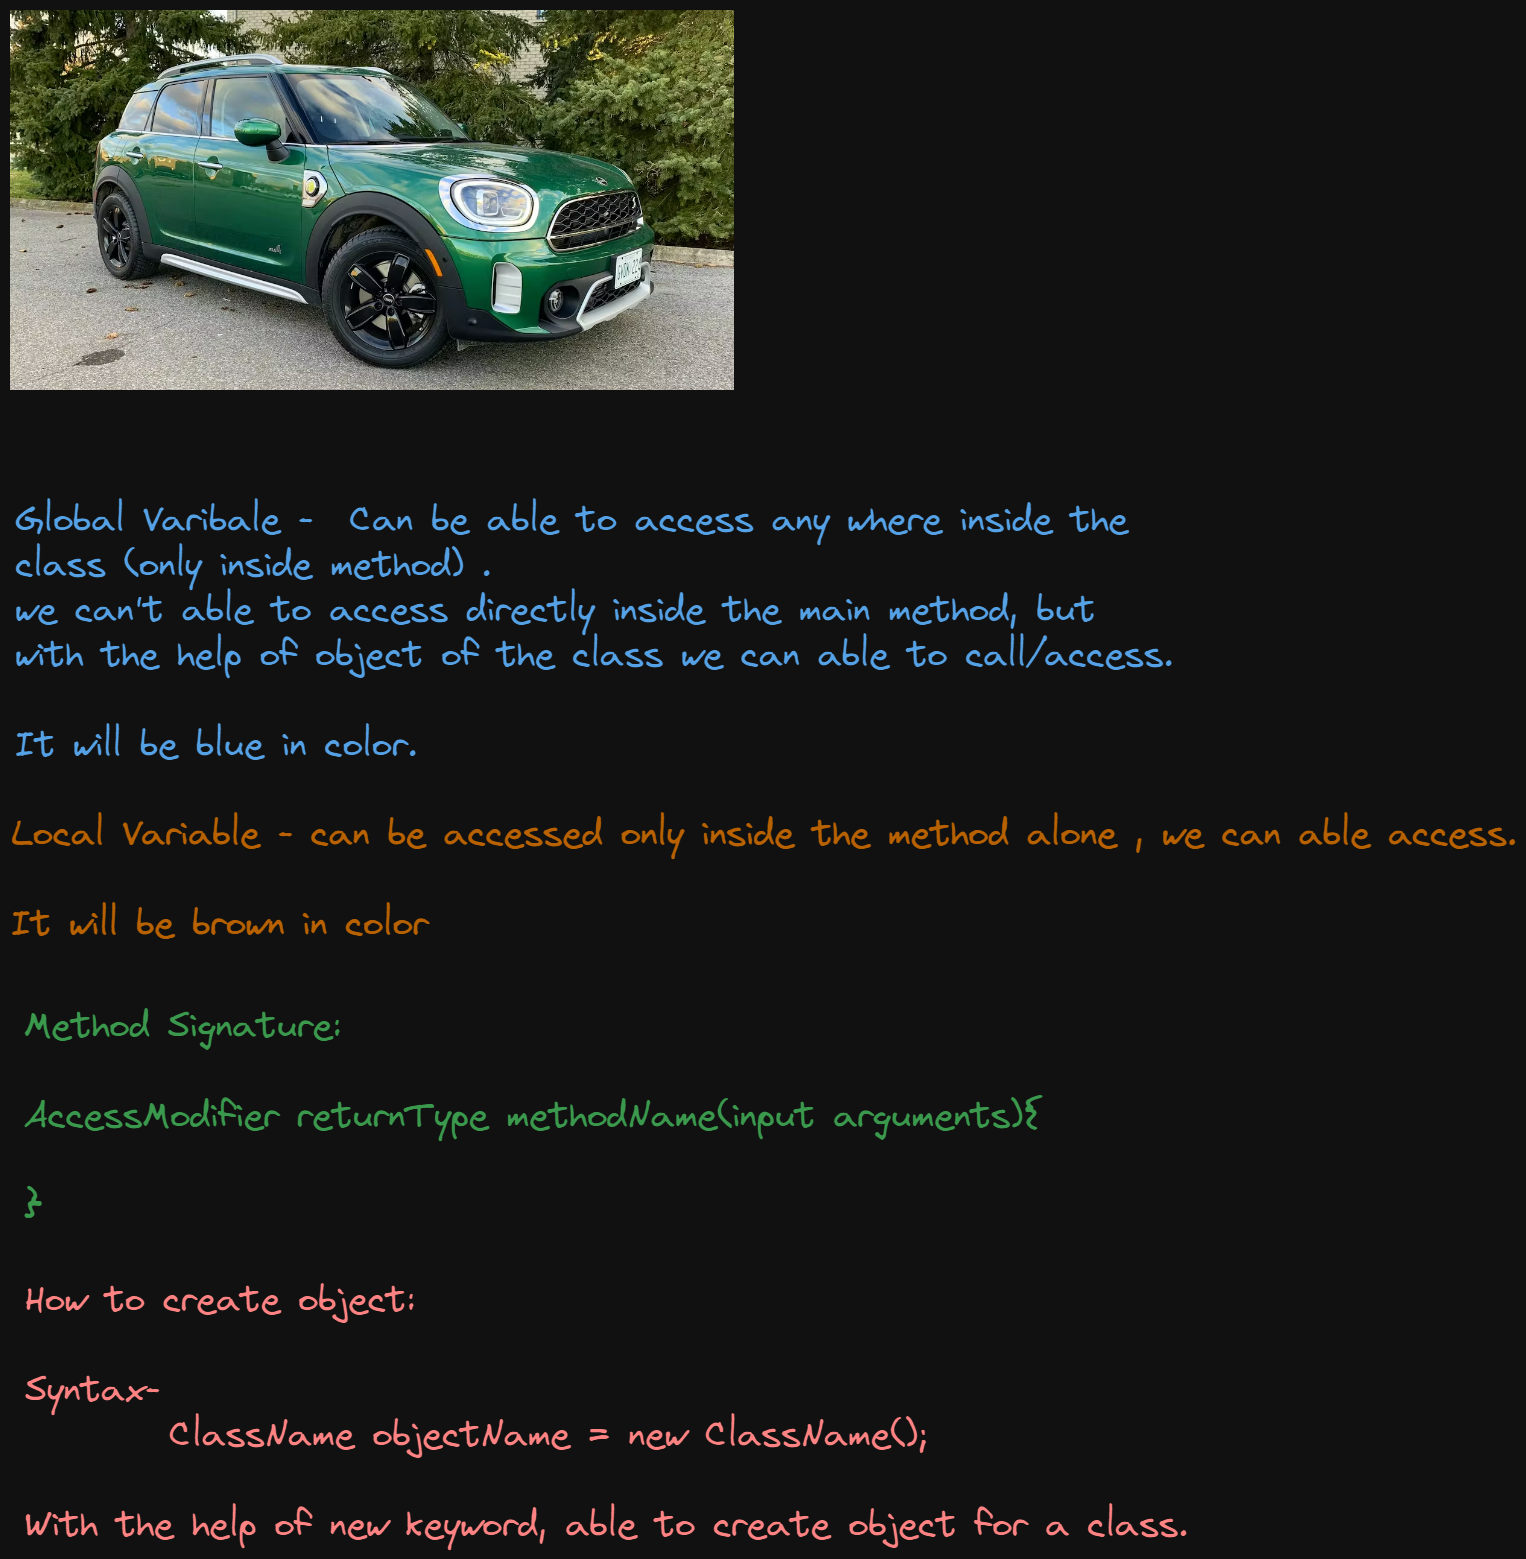 Global Varibale -  Can be able to access any where inside the
class (only inside method) .
we can't able to access directly inside the main method, but
with the help of object of the class we can able to call/access.
It will be blue in color.
Local Variable - can be accessed only inside the method alone , we can able access.
It will be brown in color
Method Signature:
AccessModifier returnType methodName(input arguments){
}
How to create object:
Syntax-
ClassName objectName = new ClassName();
With the help of new keyword, able to create object for a class.